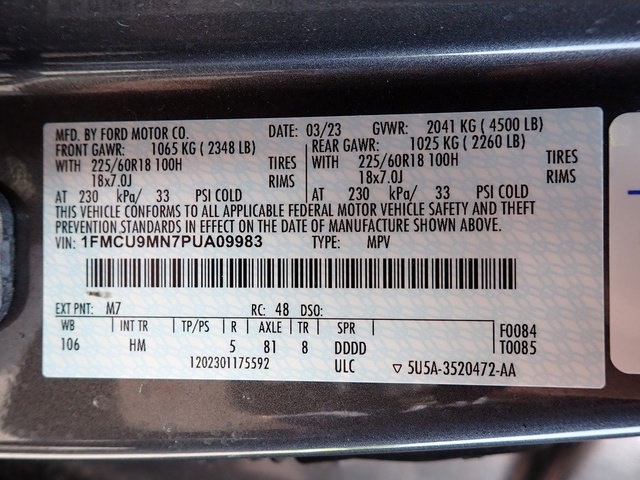 MFD. BY FORD MOTOR CO. DATE: 03/23 GVWR: 2041 KG ( 4500 LB)
FRONT GAWR: 1065 KG ( 2348 LB) REAR GAWR: 1025 KG ( 2260 LB)
WITH 225/60R18 100H TIRES WITH 225/60R18 100H TIRES
18x7.0J RIMS 18x7.0J RIMS
AT 230 kPa/ 33 PSI COLD AT 230 kPa/ 33 PSI COLD
THIS VEHICLE CONFORMS TO ALL APPLICABLE FEDERAL MOTOR VEHICLE SAFETY AND THEFT
PREVENTION STANDARDS IN EFFECT ON THE DATE OF MANUFACTURE SHOWN ABOVE.
VIN: 1FMCU9MN7PUA09983 TYPE: MPV
EXT PNT: M7 RC: 48 DSO:
WB INT TR TP/PS R AXLE TR SPR F0084
106 HM 5 81 8 DDDD T0085
1202301175592 ULC ▽ 5U5A-3520472-AA